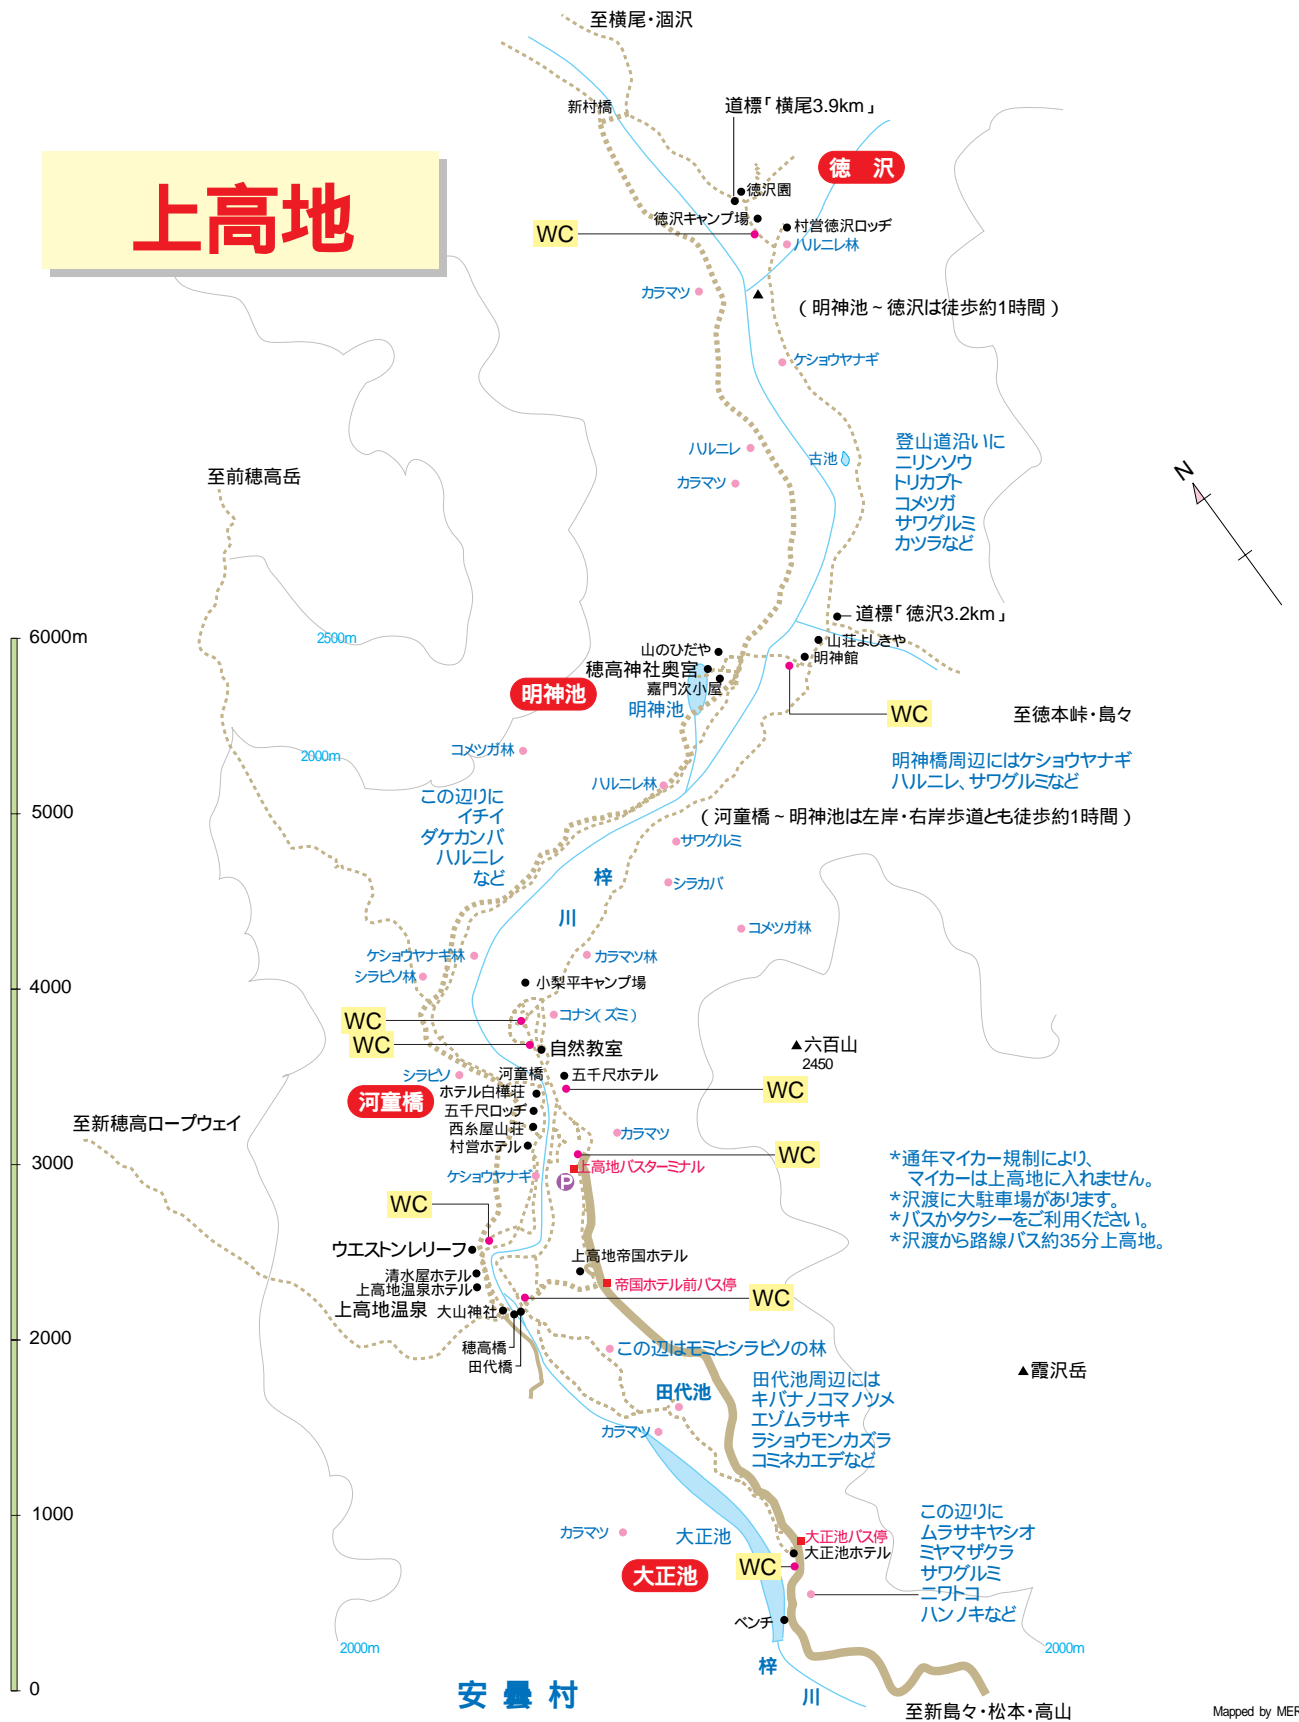 至横尾・涸沢
新村橋
道標「横尾3.9km」
上高地
徳　沢
徳沢園
徳沢キャンプ場
村営徳沢ロッヂ
WC
ハルニレ林
カラマツ
（明神池～徳沢は徒歩約1時間）
ケショウヤナギ
ハルニレ
古池
カラマツ
登山道沿いに
ニリンソウ
トリカブト
コメツガ
サワグルミ
カツラなど
至前穂高岳
N
道標「徳沢3.2km」
6000m
2500m
山荘よしきや
山のひだや
明神館
穂高神社奥宮
嘉門次小屋
明神池
明神池
WC
至徳本峠・島々
コメツガ林
2000m
明神橋周辺にはケショウヤナギ
ハルニレ、サワグルミなど
ハルニレ林
この辺りに
イチイ
ダケカンバ
ハルニレ
など
5000
（河童橋～明神池は左岸・右岸歩道とも徒歩約1時間）
サワグルミ
梓
川
シラカバ
コメツガ林
ケショウヤナギ林
カラマツ林
シラビソ林
小梨平キャンプ場
4000
コナシ（ズミ）
WC
WC
自然教室
六百山
2450
河童橋
五千尺ホテル
シラビソ
河童橋
ホテル白樺荘
WC
五千尺ロッヂ
西糸屋山荘
村営ホテル
至新穂高ロープウェイ
カラマツ
WC
3000
上高地バスターミナル
P
ケショウヤナギ
＊通年マイカー規制により、
マイカーは上高地に入れません。
＊沢渡に大駐車場があります。
＊バスかタクシーをご利用ください。
＊沢渡から路線バス約35分上高地。
WC
ウエストンレリーフ
上高地帝国ホテル
清水屋ホテル
上高地温泉ホテル
帝国ホテル前バス停
WC
上高地温泉
大山神社
2000
穂高橋
田代橋
この辺はモミとシラビソの林
霞沢岳
田代池
田代池周辺には
キバナノコマノツメ
エゾムラサキ
ラショウモンカズラ
コミネカエデなど
カラマツ
1000
カラマツ
大正池
大正池バス停
大正池ホテル
WC
大正池
この辺りに
ムラサキヤシオ
ミヤマザクラ
サワグルミ
ニワトコ
ハンノキなど
ベンチ
2000m
2000m
梓
川
0
安曇村
至新島々・松本・高山
Mapped by MER